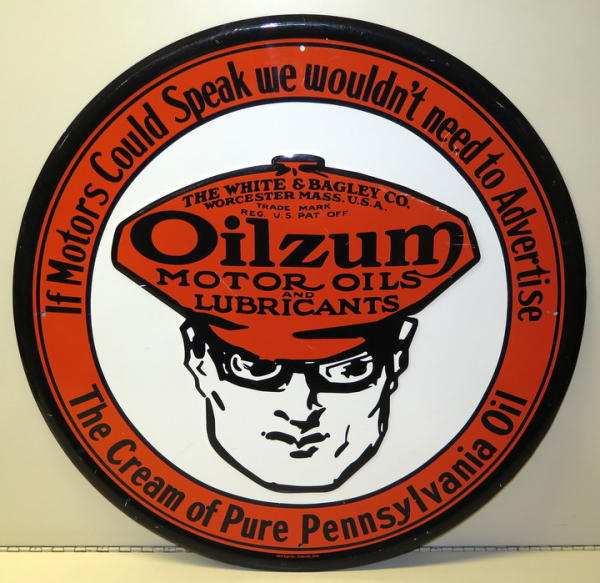 If Motors Could Speak we wouldn't need to Advertise
THE WHITE & BAGLEY CO.
WORCESTER MASS. U.S.A.
TRADE MARK
REG. U.S. PAT. OFF.
Oilzum
MOTOR OILS
AND
LUBRICANTS
The Cream of Pure Pennsylvania Oil